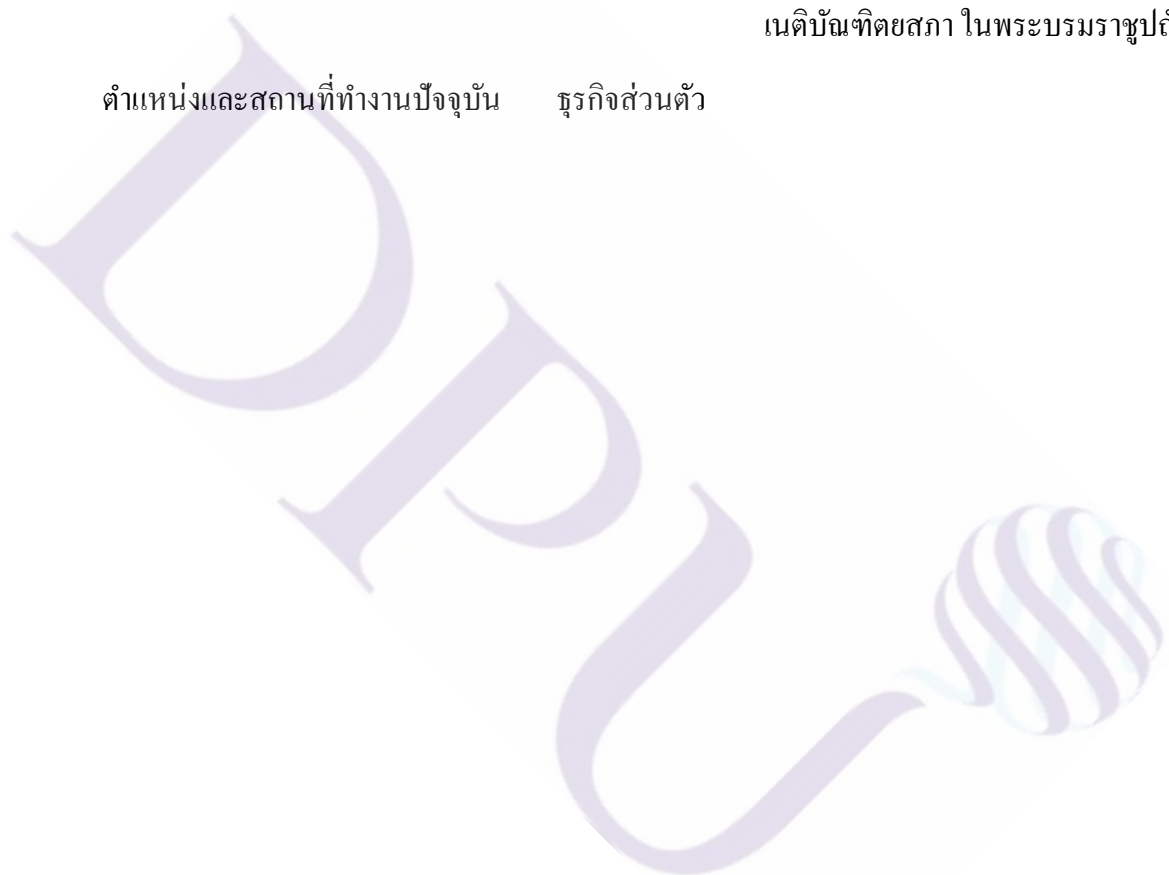 เนติบัณฑิตยสภา ในพระบรมราชูปถั
ตำแหน่งและสถานที่ทำงานปัจจุบัน ธุรกิจส่วนตัว
DPU